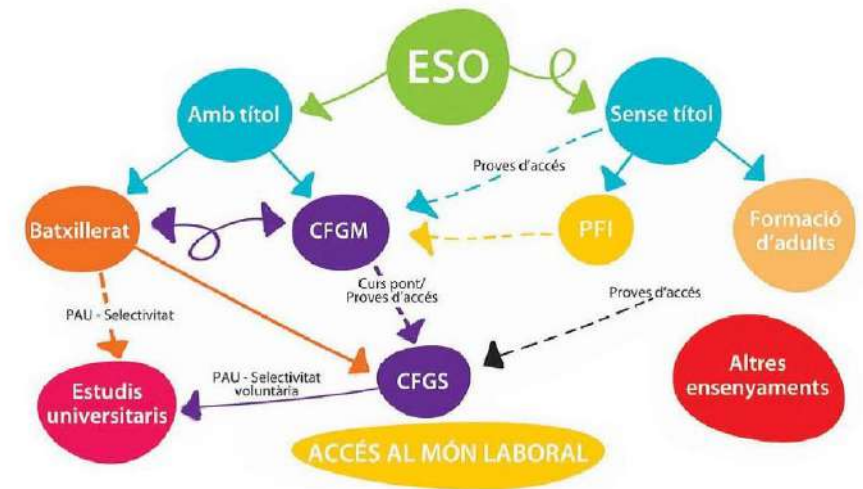 ESO
Amb títol
Sense títol
Proves d'accés
Batxillerat
CFGM
PFI
Formació
d'adults
Curs pont/
Proves d'accés
Proves d'accés
PAU - Selectivitat
Estudis
universitaris
PAU - Selectivitat
voluntària
CFGS
Altres
ensenyaments
ACCÉS AL MÓN LABORAL